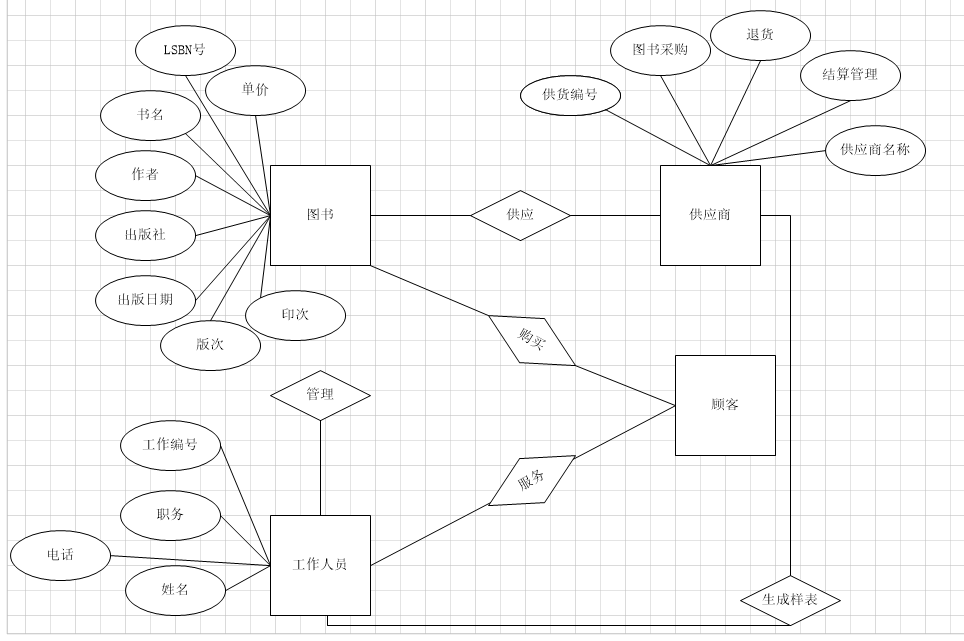 LSBN号
单价
书名
作者
出版社
出版日期
版次
印次
图书
供应
供货编号
图书采购
退货
结算管理
供应商名称
供应商
购买
顾客
管理
服务
工作编号
职务
电话
姓名
工作人员
生成样表